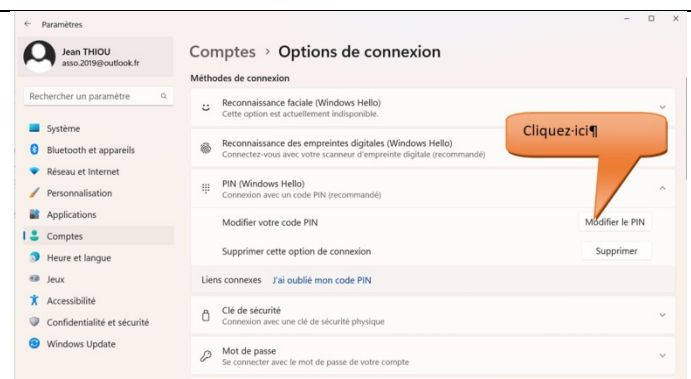 Paramètres
Jean THIOU
asso.2019@outlook.fr
Rechercher un paramètre
Système
Bluetooth et appareils
Réseau et Internet
Personnalisation
Applications
Comptes
Heure et langue
Jeux
Accessibilité
Confidentialité et sécurité
Windows Update
Comptes > Options de connexion
Méthodes de connexion
Reconnaissance faciale (Windows Hello)
Cette option est actuellement indisponible.
Cliquez·ici¶
Reconnaissance des empreintes digitales (Windows Hello)
Connectez-vous avec votre scanneur d'empreinte digitale (recommandé)
PIN (Windows Hello)
Connexion avec un code PIN (recommandé)
Modifier votre code PIN
Modifier le PIN
Supprimer cette option de connexion
Supprimer
Liens connexes J'ai oublié mon code PIN
Clé de sécurité
Connexion avec une clé de sécurité physique
Mot de passe
Se connecter avec le mot de passe de votre compte